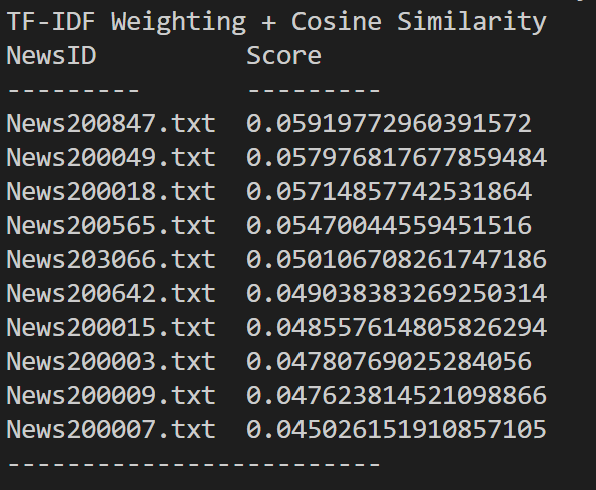 TF-IDF Weighting + Cosine Similarity
NewsID          Score
---------       ---------
News200847.txt  0.05919772960391572
News200049.txt  0.057976817677859484
News200018.txt  0.05714857742531864
News200565.txt  0.05470044559451516
News203066.txt  0.050106708261747186
News200642.txt  0.049038383269250314
News200015.txt  0.048557614805826294
News200003.txt  0.04780769025284056
News200009.txt  0.047623814521098866
News200007.txt  0.045026151910857105
-------------------------